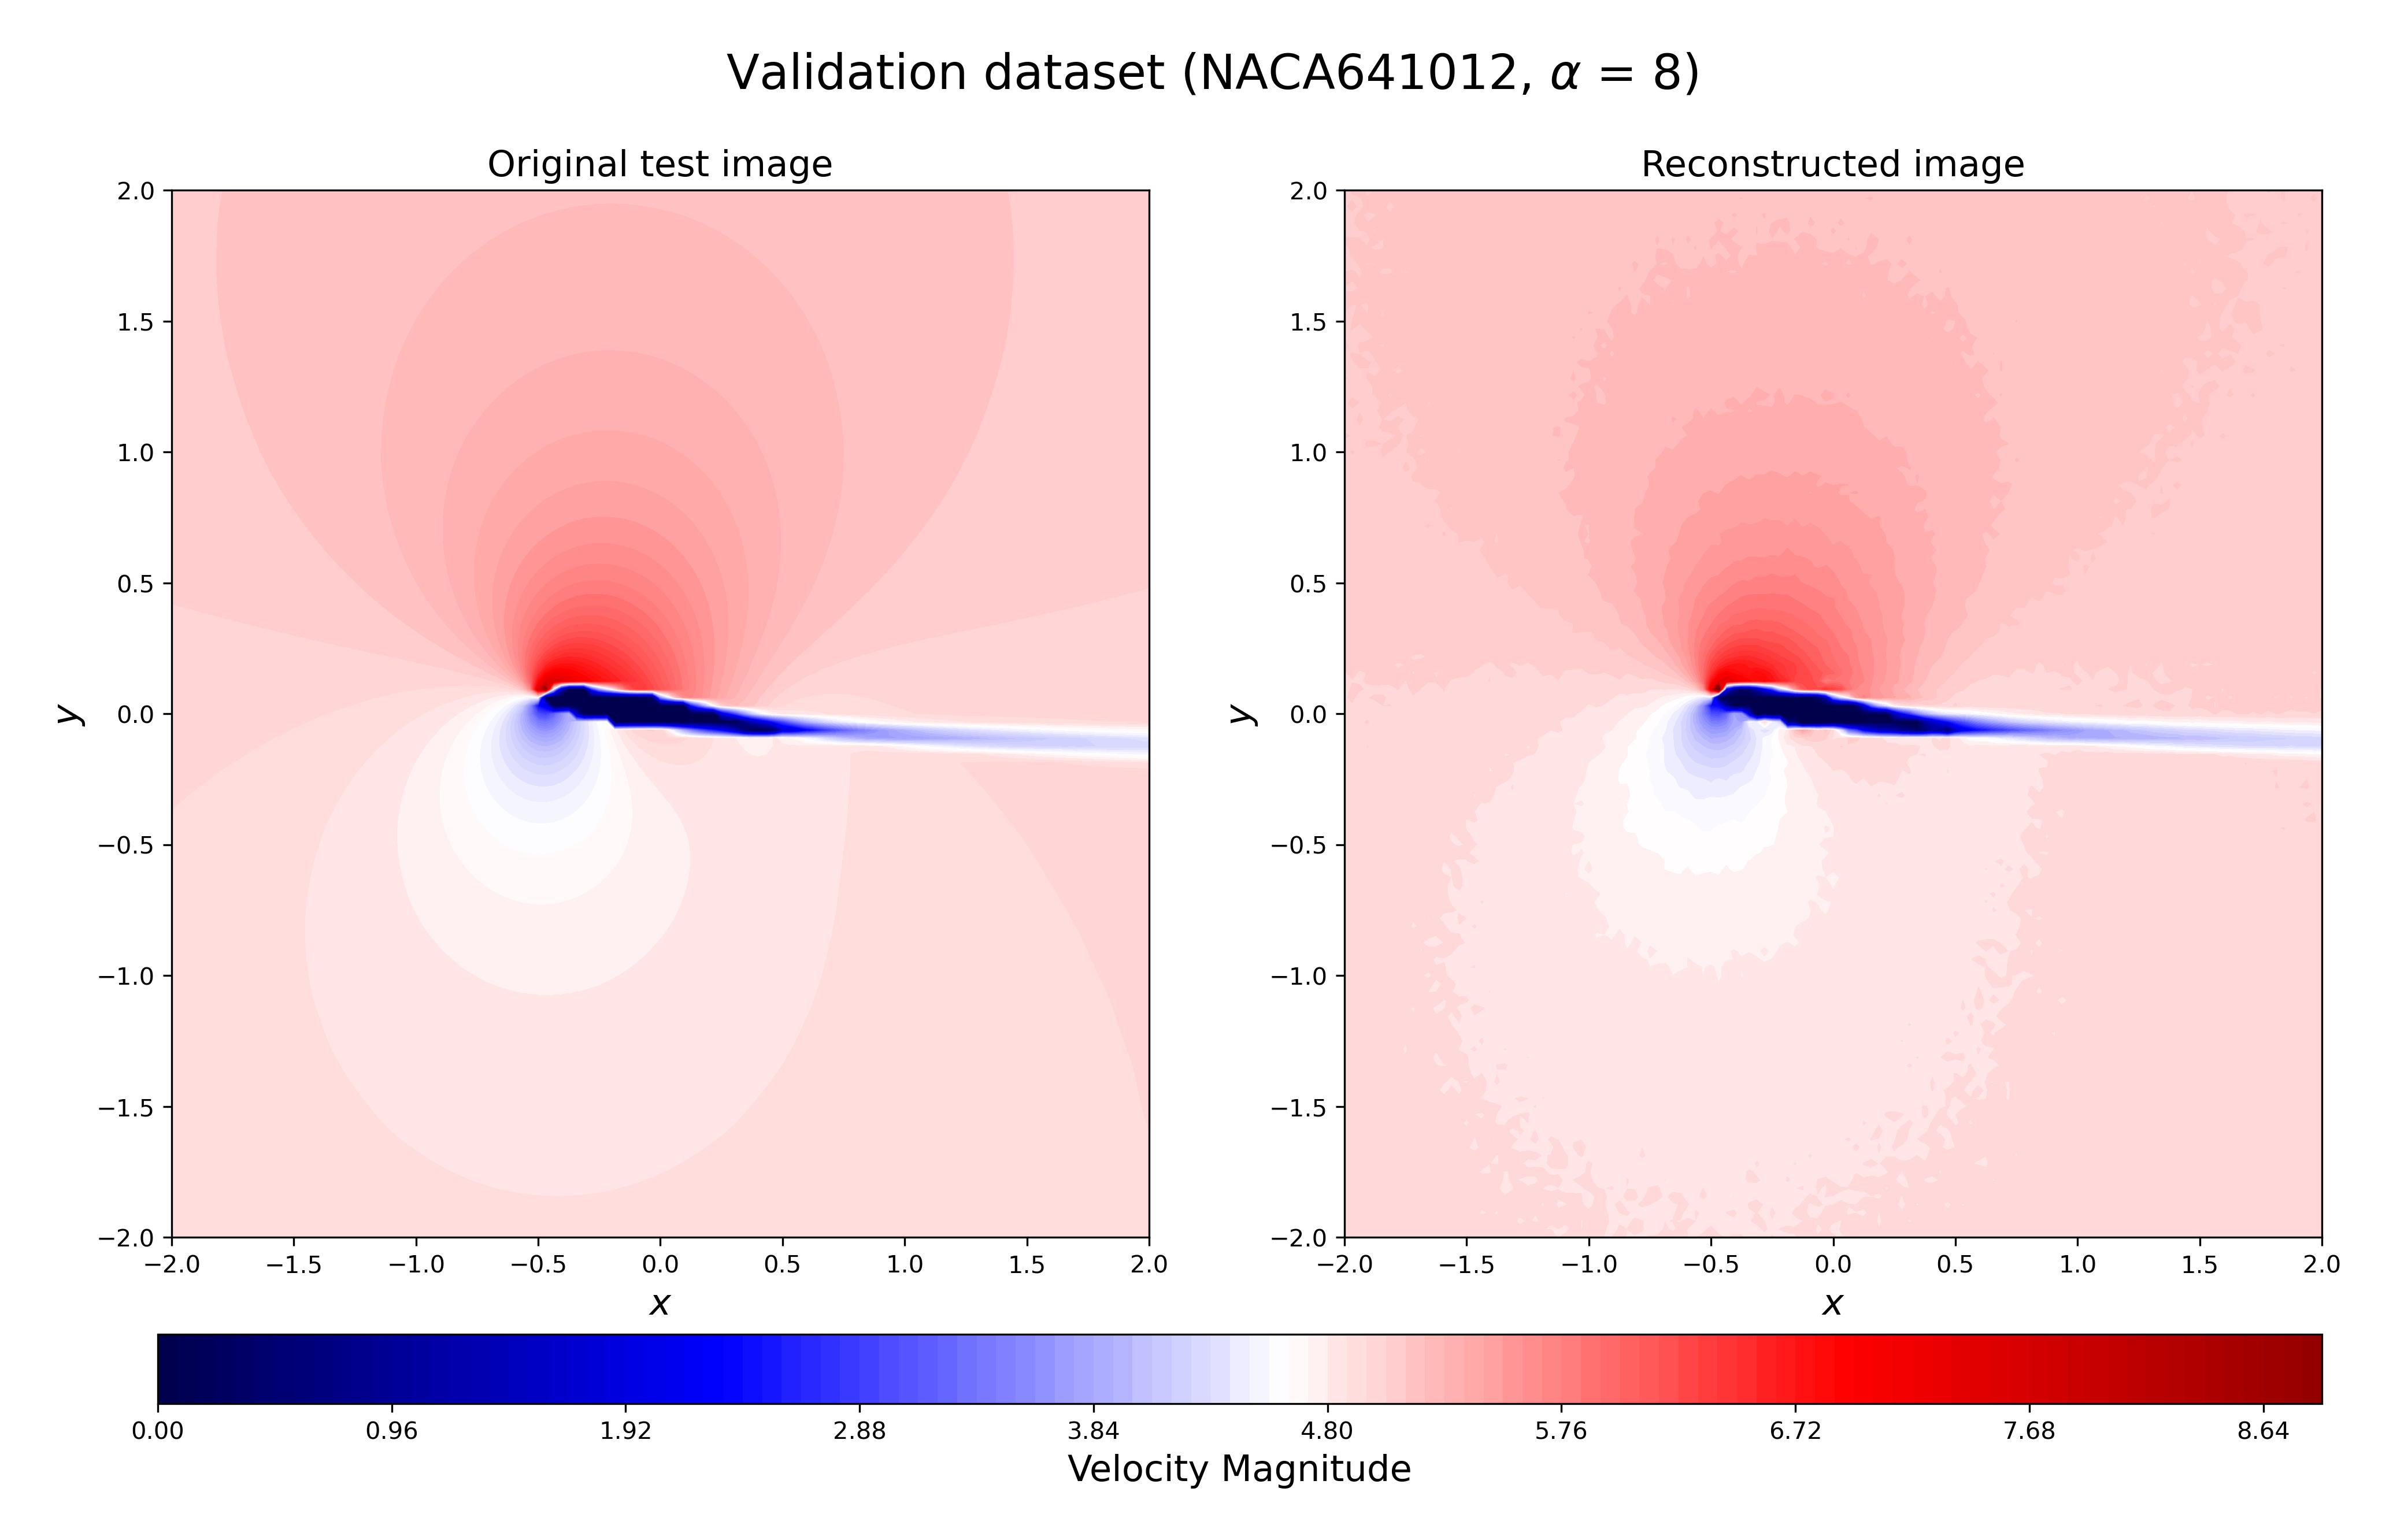 Validation dataset (NACA641012, α = 8)
Original test image
2.0
1.5
1.0
0.5
0.0
−0.5
−1.0
−1.5
−2.0
y
−2.0 −1.5 −1.0 −0.5 0.0 0.5 1.0 1.5 2.0
x
Reconstructed image
2.0
1.5
1.0
0.5
0.0
−0.5
−1.0
−1.5
−2.0
y
−2.0 −1.5 −1.0 −0.5 0.0 0.5 1.0 1.5 2.0
x
0.00 0.96 1.92 2.88 3.84 4.80 5.76 6.72 7.68 8.64
Velocity Magnitude